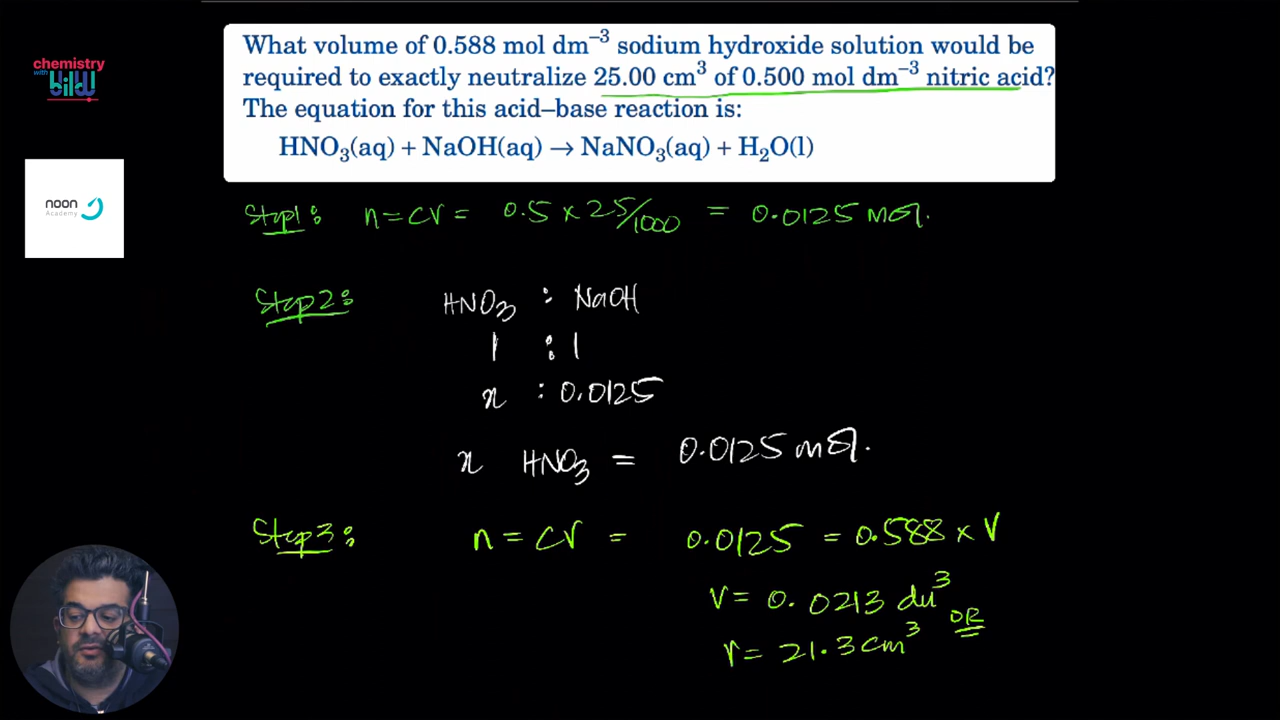 chemistry
with
bildu
noon
Academy
What volume of 0.588 mol dm⁻³ sodium hydroxide solution would be
required to exactly neutralize 25.00 cm³ of 0.500 mol dm⁻³ nitric acid?
The equation for this acid–base reaction is:
HNO₃(aq) + NaOH(aq) → NaNO₃(aq) + H₂O(l)
Step1: n = CV = 0.5 × 25/1000 = 0.0125 mol.
Step2: HNO₃ : NaOH
1 : 1
x : 0.0125
x HNO₃ = 0.0125 mol.
Step3: n = CV = 0.0125 = 0.588 × V
V = 0.0213 dm³
OR
V = 21.3 cm³